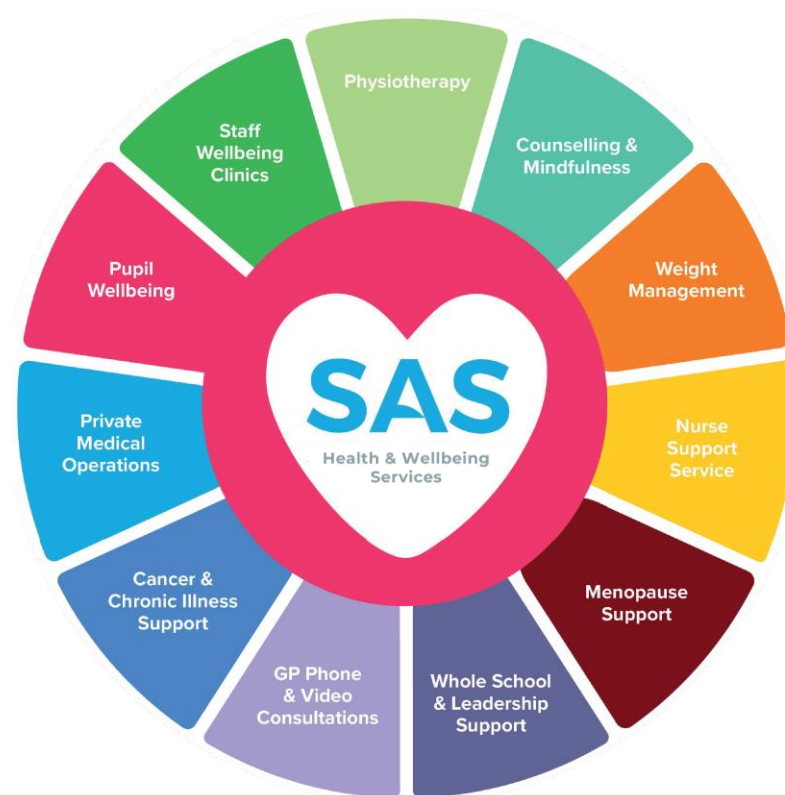 Physiotherapy
Counselling &
Mindfulness
Weight
Management
Nurse
Support
Service
Menopause
Support
Whole School
& Leadership
Support
GP Phone
& Video
Consultations
Cancer &
Chronic Illness
Support
Private
Medical
Operations
Pupil
Wellbeing
Staff
Wellbeing
Clinics
SAS
Health & Wellbeing
Services